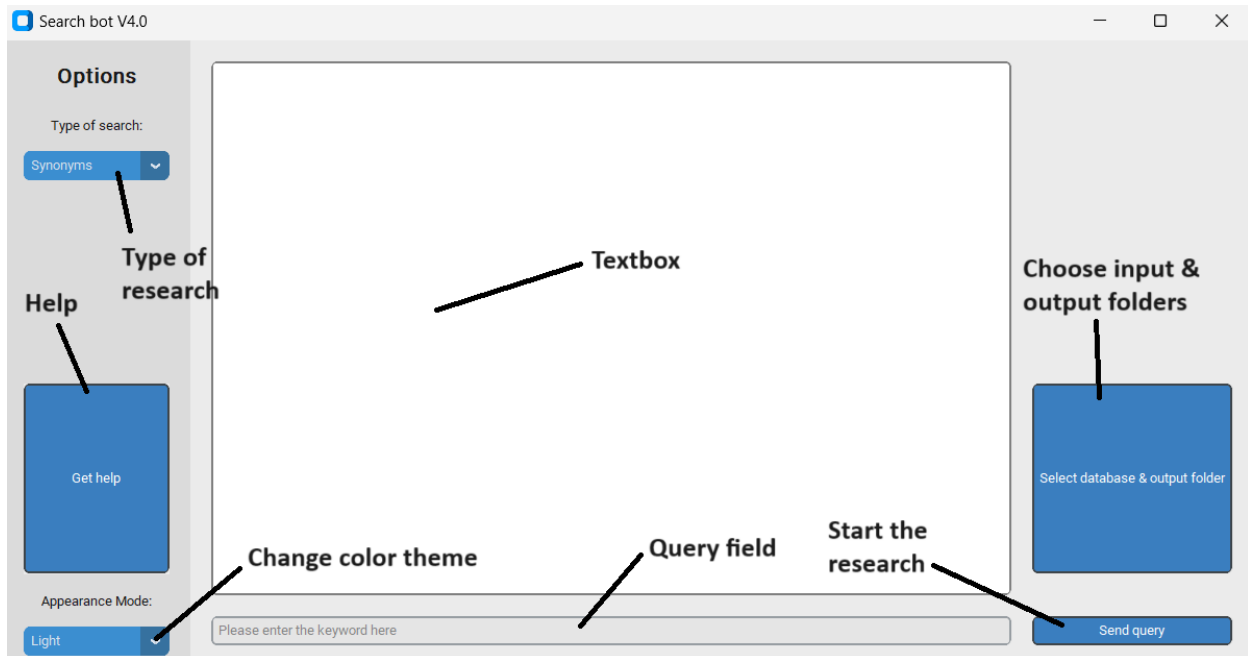 Search bot V4.0
Options
Type of search:
Synonyms
Type of
research
Help
Get help
Appearance Mode:
Light
Change color theme
Textbox
Query field
Please enter the keyword here
Choose input &
output folders
Select database & output folder
Start the
research
Send query